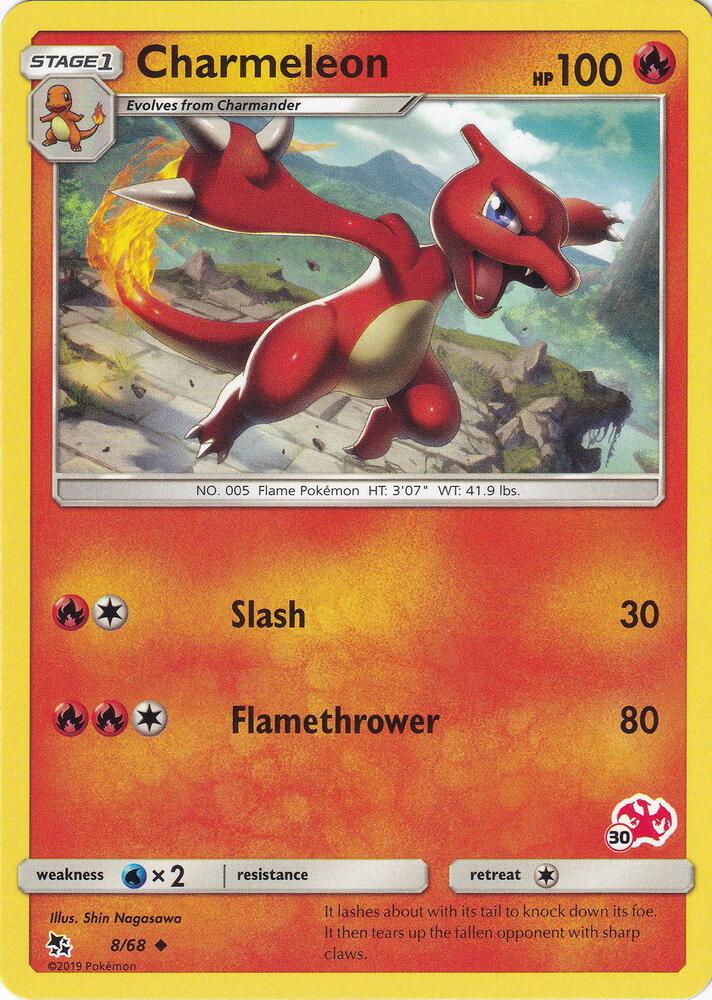 STAGE1
Charmeleon
HP 100
Evolves from Charmander
NO. 005 Flame Pokémon HT: 3'07" WT: 41.9 lbs.
Slash 30
Flamethrower 80
30
weakness ×2 resistance retreat
Illus. Shin Nagasawa
8/68
©2019 Pokémon
It lashes about with its tail to knock down its foe.
It then tears up the fallen opponent with sharp
claws.